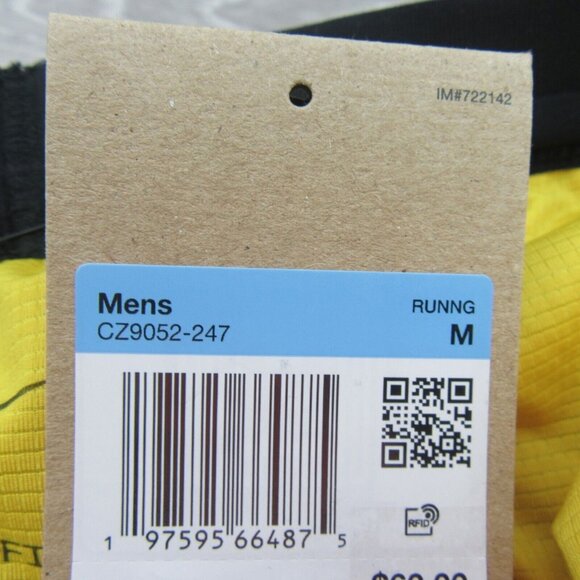 IM#722142
Mens RUNNG
CZ9052-247 M
RFID
1 97595 66487 5